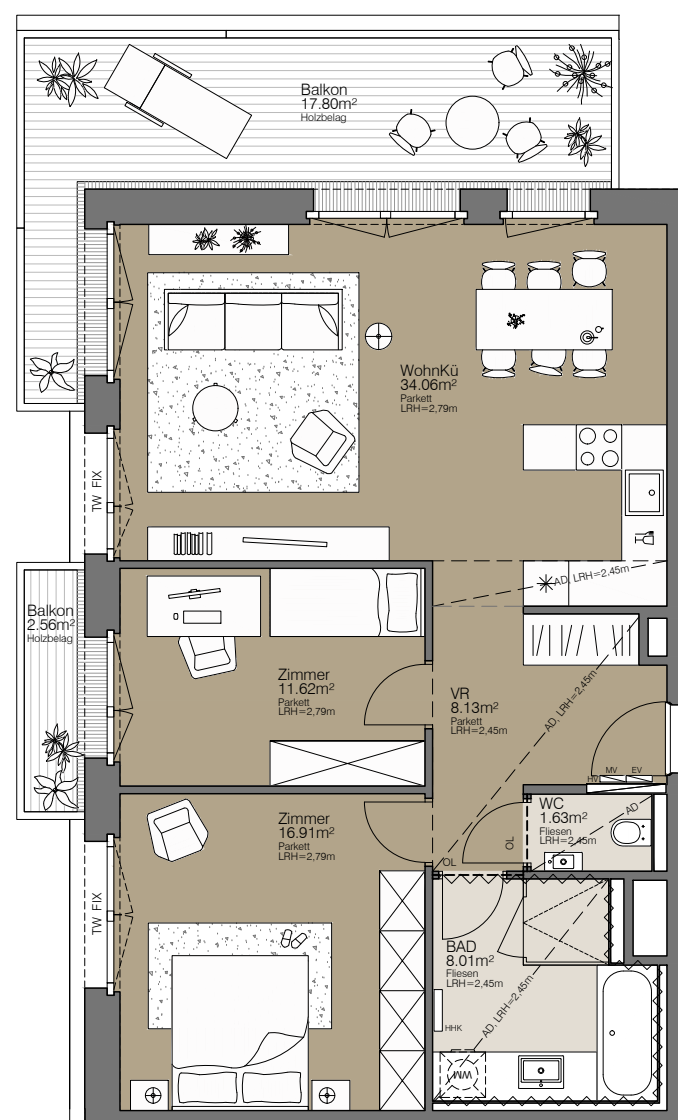 Balkon
17.80m²
Holzbelag
WohnKü
34.06m²
Parkett
LRH=2,79m
TW FIX
AD, LRH=2,45m
Balkon
2.56m²
Holzbelag
Zimmer
11.62m²
Parkett
LRH=2,79m
VR
8.13m²
Parkett
LRH=2,45m
AD, LRH=2,45m
MV
EV
HV
Zimmer
16.91m²
Parkett
LRH=2,79m
WC
1.63m²
Fliesen
LRH=2,45m
AD
OL
OL
TW FIX
BAD
8.01m²
Fliesen
LRH=2,45m
AD, LRH=2,45m
HHK
WM